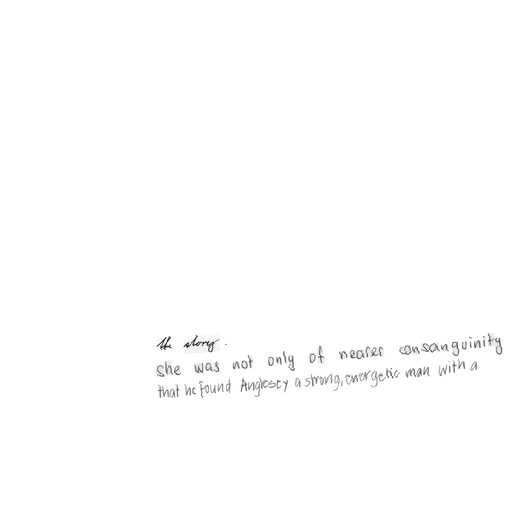 the story.
she was not only of nearer consanguinity
that he found Anglesey a strong, energetic man with a